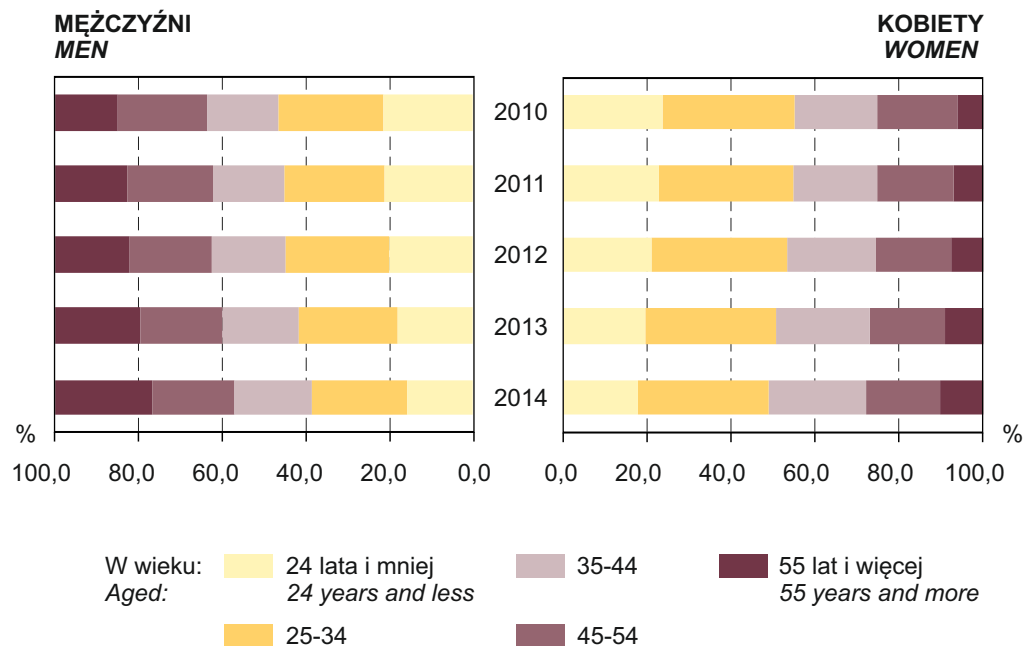 MĘŻCZYŹNI
MEN
KOBIETY
WOMEN
2010
2011
2012
2013
2014
%
100,0 80,0 60,0 40,0 20,0 0,0
0,0 20,0 40,0 60,0 80,0 100,0
%
W wieku:
Aged:
24 lata i mniej
24 years and less
25-34
35-44
45-54
55 lat i więcej
55 years and more